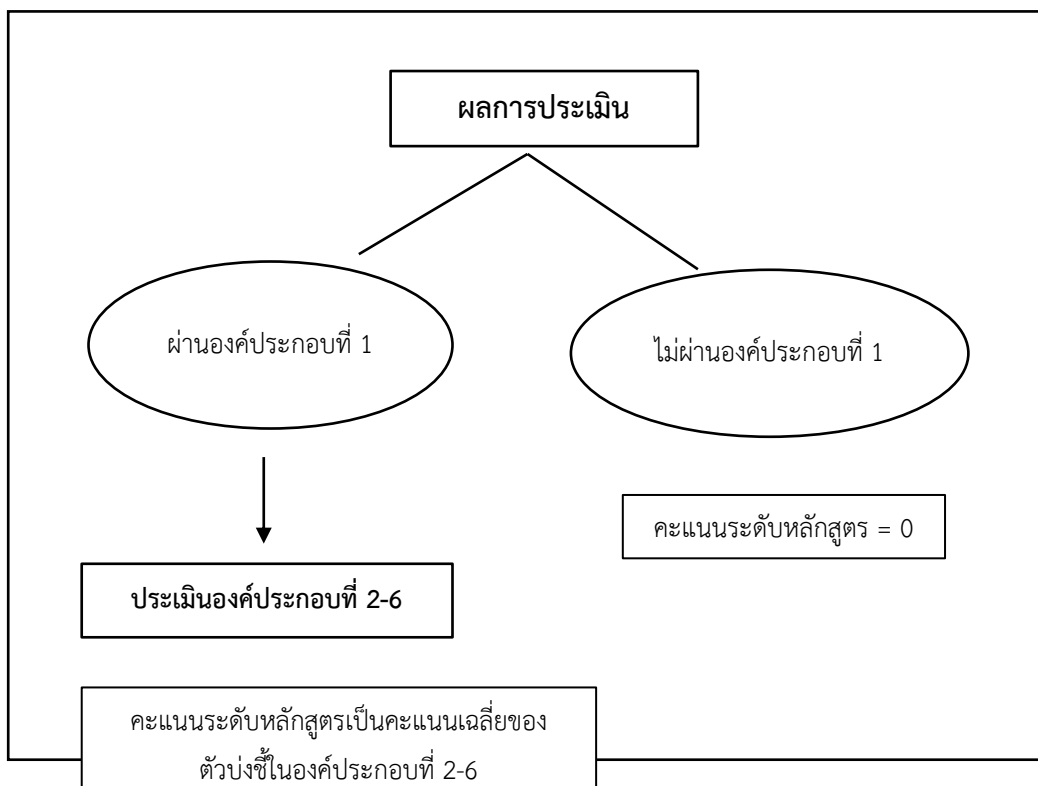 ผลการประเมิน
ผ่านองค์ประกอบที่ 1
ไม่ผ่านองค์ประกอบที่ 1
คะแนนระดับหลักสูตร = 0
ประเมินองค์ประกอบที่ 2-6
คะแนนระดับหลักสูตรเป็นคะแนนเฉลี่ยของ
ตัวบ่งชี้ในองค์ประกอบที่ 2-6